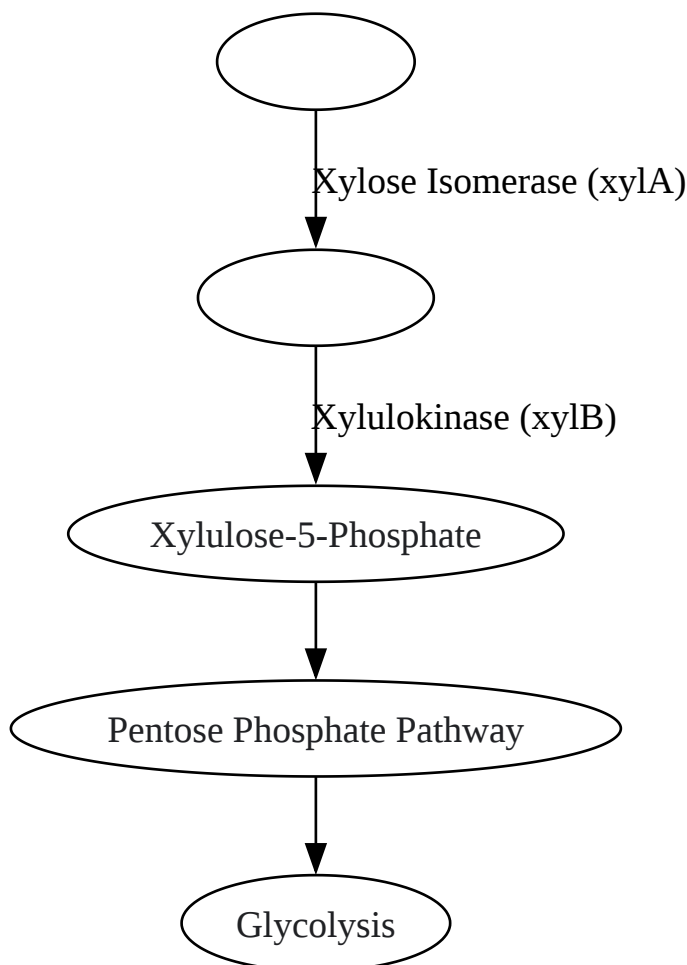 Xylose Isomerase (xylA)
Xylulokinase (xylB)
Xylulose-5-Phosphate
Pentose Phosphate Pathway
Glycolysis